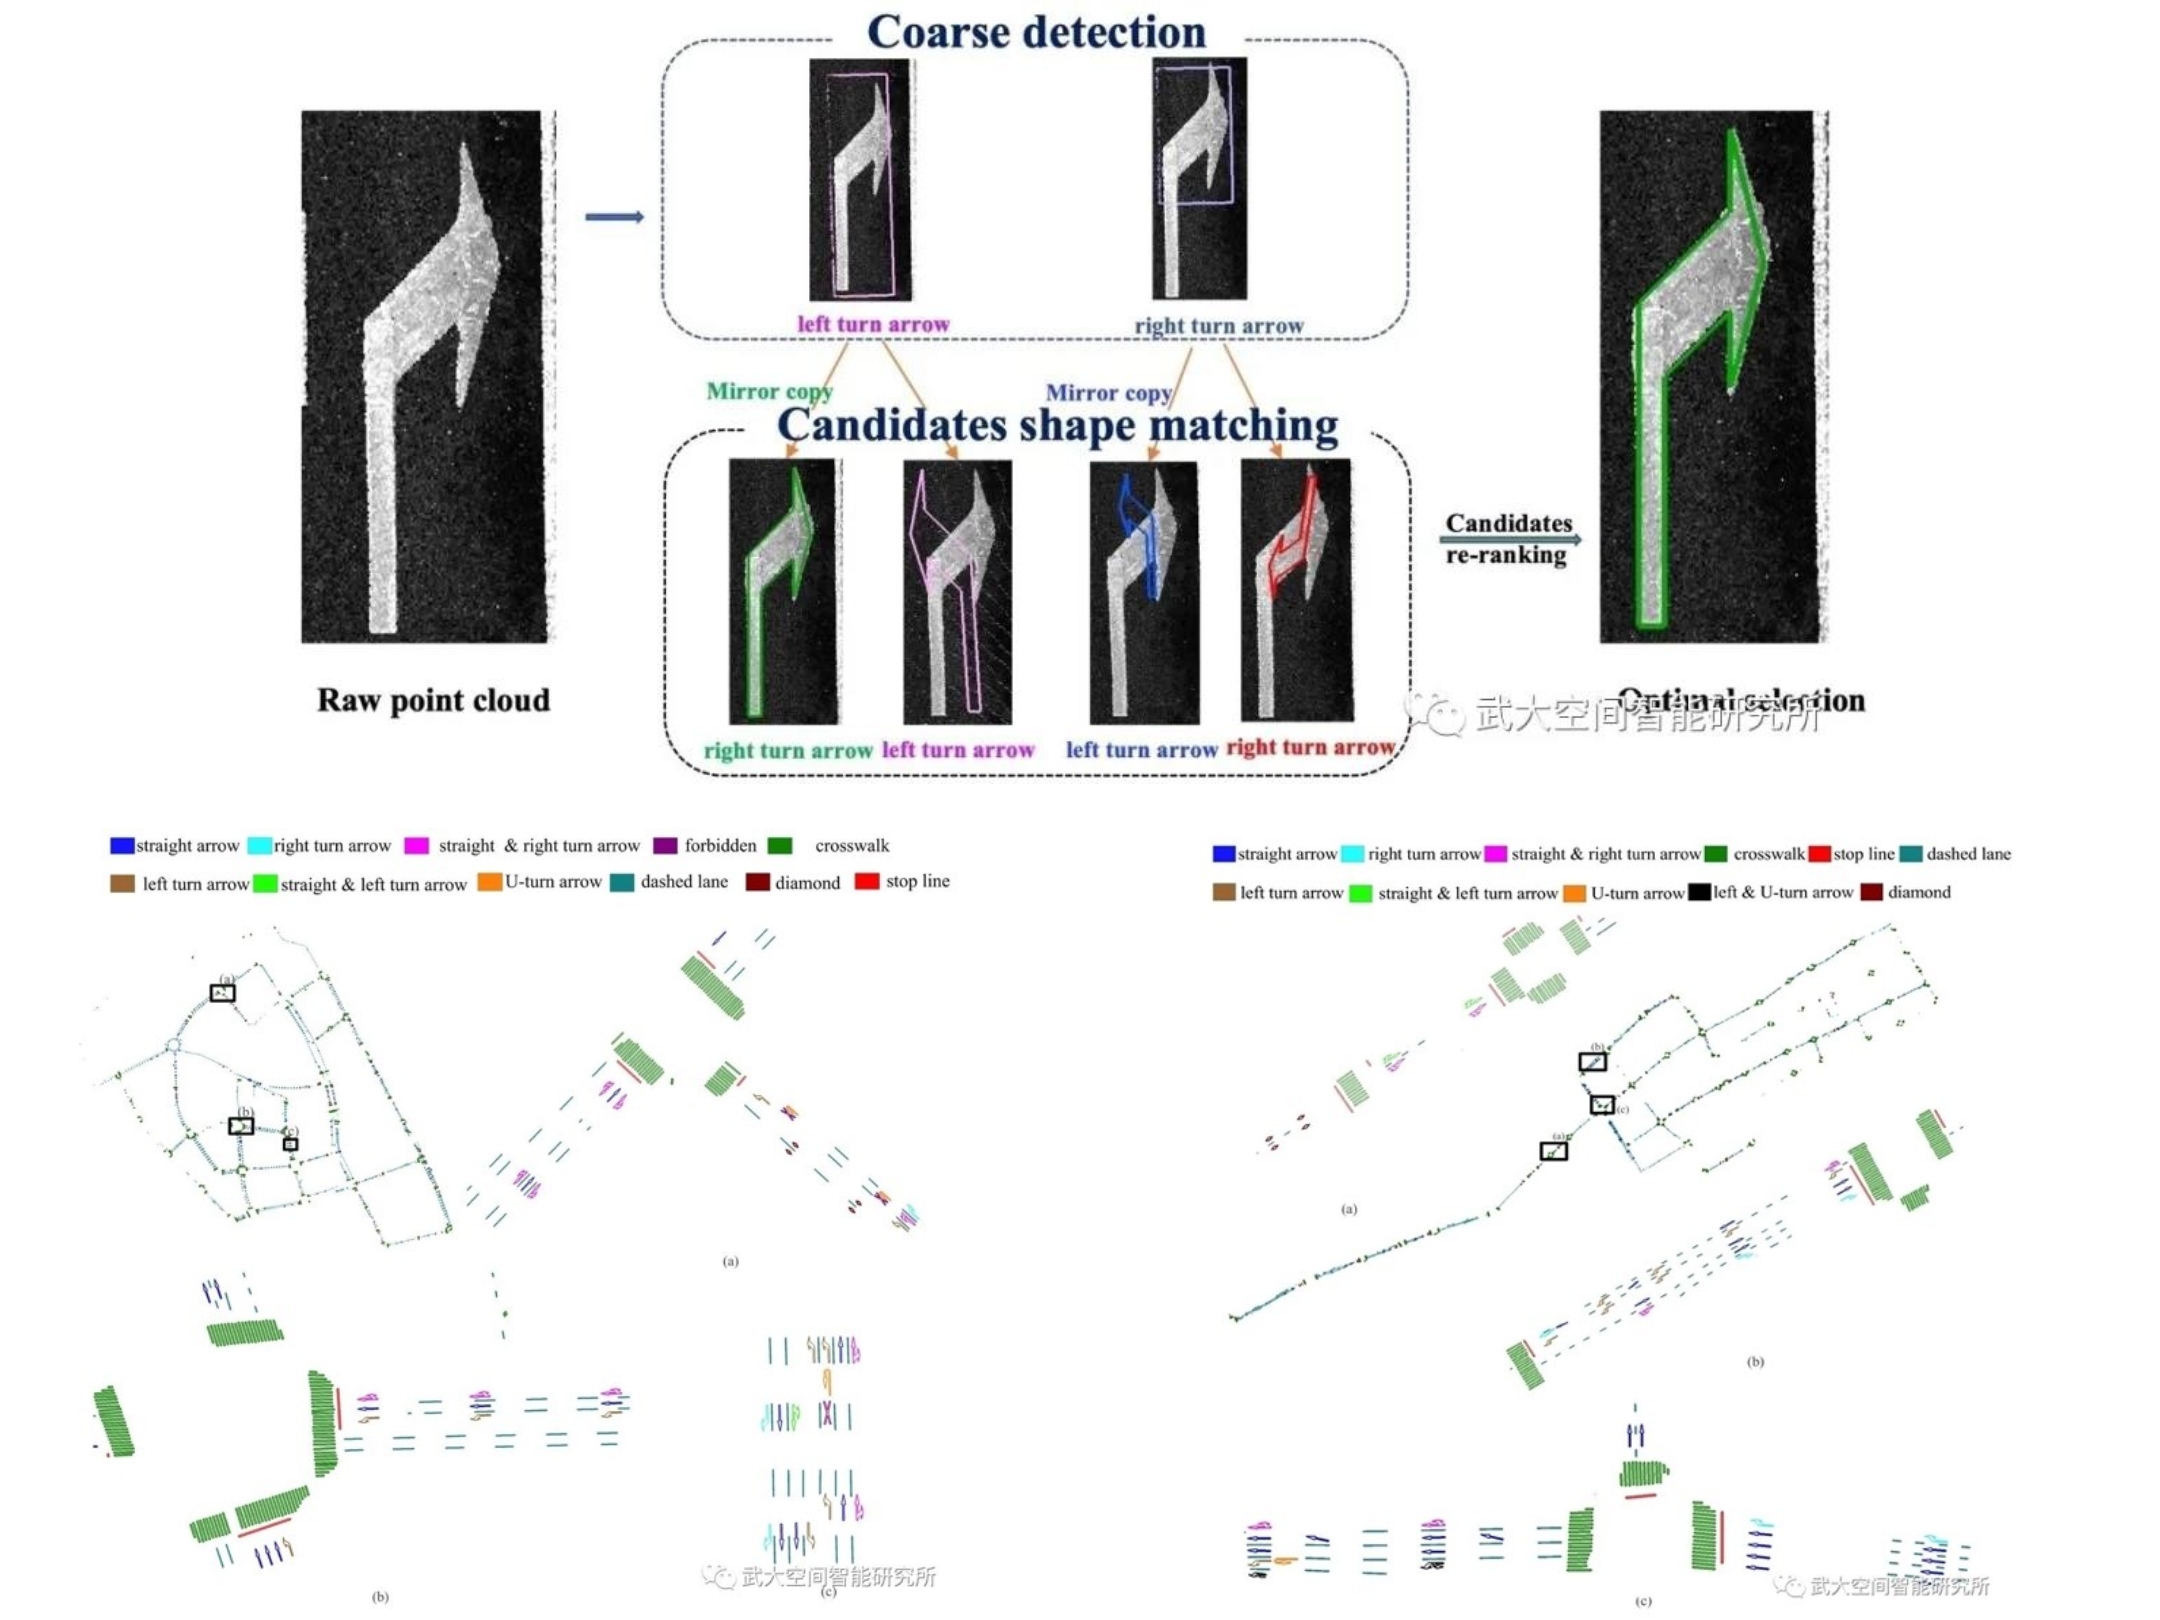 Coarse detection
left turn arrow
right turn arrow
Mirror copy
Mirror copy
Candidates shape matching
Candidates
re-ranking
right turn arrow
left turn arrow
left turn arrow
right turn arrow
Raw point cloud
Optimal selection
武大空间智能研究所
straight arrow
right turn arrow
straight & right turn arrow
forbidden
crosswalk
left turn arrow
straight & left turn arrow
U-turn arrow
dashed lane
diamond
stop line
(a)
(b)
(c)
(a)
(b)
(c)
武大空间智能研究所
straight arrow
right turn arrow
straight & right turn arrow
crosswalk
stop line
dashed lane
left turn arrow
straight & left turn arrow
U-turn arrow
left & U-turn arrow
diamond
(b)
(c)
(a)
(a)
(b)
(c)
武大空间智能研究所